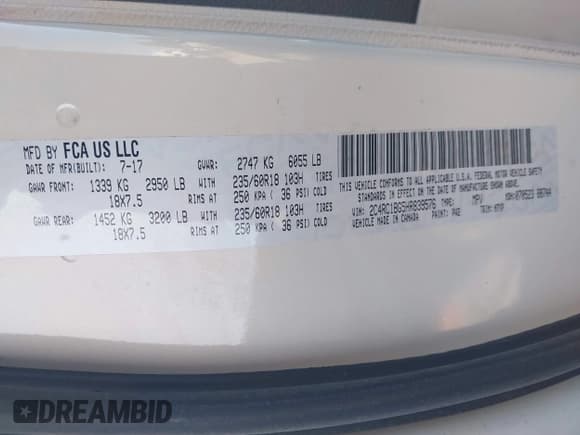 MFD BY FCA US LLC
DATE OF MFR(BUILT): 7-17 GVWR: 2747 KG 6055 LB
GAWR FRONT: 1339 KG 2950 LB WITH 235/60R18 103H TIRES
18X7.5 RIMS AT 250 KPA ( 36 PSI) COLD
GAWR REAR: 1452 KG 3200 LB WITH 235/60R18 103H TIRES
18X7.5 RIMS AT 250 KPA ( 36 PSI) COLD
THIS VEHICLE CONFORMS TO ALL APPLICABLE U.S.A. FEDERAL MOTOR VEHICLE SAFETY
STANDARDS IN EFFECT ON THE DATE OF MANUFACTURE SHOWN ABOVE.
VIN: 2C4RC1BG5HR839576 TYPE: MPV
VEHICLE MADE IN CANADA PAINT: TRIM:
DREAMBID